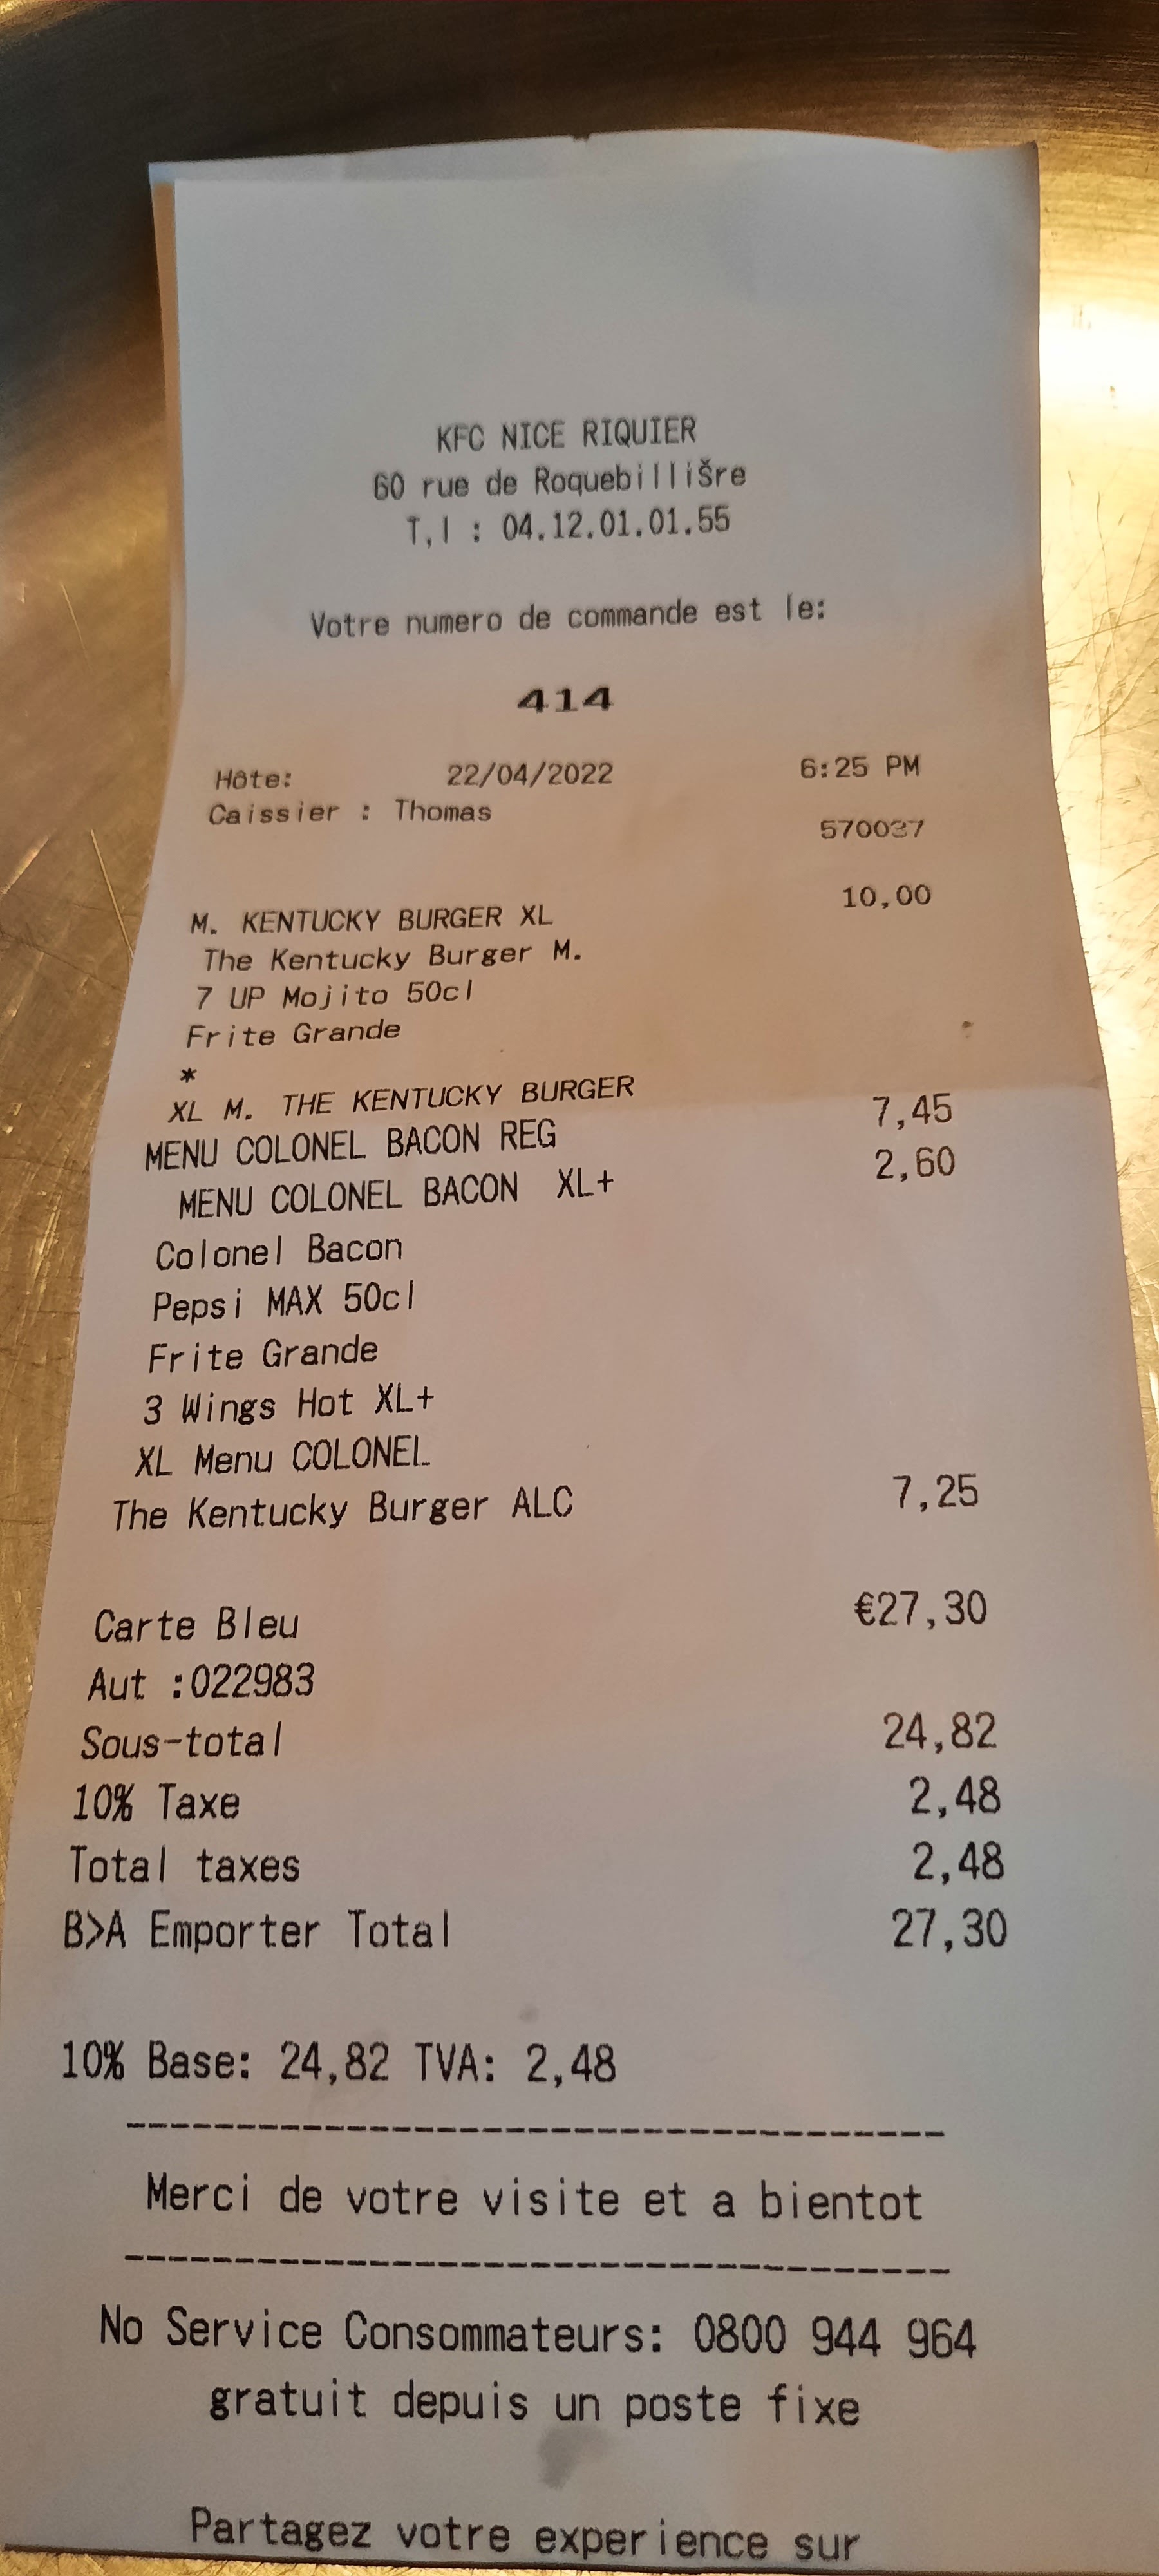 KFC NICE RIQUIER
60 rue de RoquebilliŠre
T,l : 04.12.01.01.55
Votre numero de commande est le:
414
Hôte: 22/04/2022 6:25 PM
Caissier : Thomas
570037
M. KENTUCKY BURGER XL 10,00
The Kentucky Burger M.
7 UP Mojito 50cl
Frite Grande
*
XL M. THE KENTUCKY BURGER
MENU COLONEL BACON REG 7,45
MENU COLONEL BACON XL+ 2,60
Colonel Bacon
Pepsi MAX 50cl
Frite Grande
3 Wings Hot XL+
XL Menu COLONEL
The Kentucky Burger ALC 7,25
Carte Bleu €27,30
Aut :022983
Sous-total 24,82
10% Taxe 2,48
Total taxes 2,48
B>A Emporter Total 27,30
10% Base: 24,82 TVA: 2,48
------------------------------------
Merci de votre visite et a bientot
------------------------------------
No Service Consommateurs: 0800 944 964
gratuit depuis un poste fixe
Partagez votre experience sur